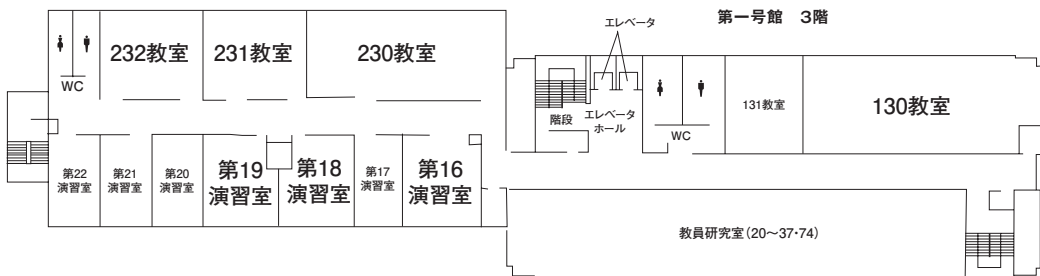 第一号館 3階
エレベータ
232教室
231教室
230教室
WC
階段
エレベータ
ホール
WC
131教室
130教室
第22
演習室
第21
演習室
第20
演習室
第19
演習室
第18
演習室
第17
演習室
第16
演習室
教員研究室(20〜37・74)